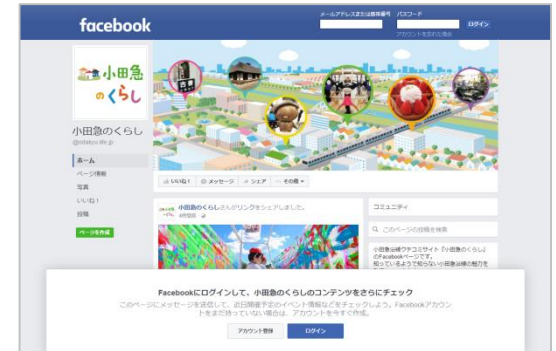 facebook
メールアドレスまたは携帯番号
パスワード
ログイン
アカウントを忘れた場合
小田急
のくらし
小田急のくらし
@odakyu.life.jp
ホーム
ページ情報
写真
いいね！
投稿
ページを作成
いいね！
メッセージ
シェア
その他
小田急のくらしさんがリンクをシェアしました。
コミュニティ
このページの投稿を検索
小田急沿線クチコミサイト『小田急のくらし』
のFacebookページです。
知っているようで知らない小田急沿線の魅力を
Facebookにログインして、小田急のくらしのコンテンツをさらにチェック
このページにメッセージを送信して、近日開催予定のイベント情報などをチェックしよう。Facebookアカウン
トをまだ持っていない場合は、アカウントを今すぐ作成。
アカウント登録
ログイン